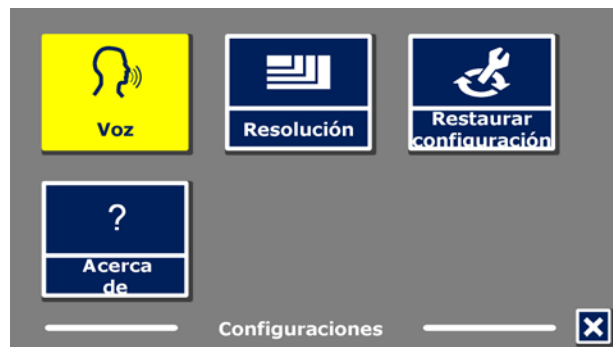 Voz
Resolución
Restaurar
configuración
?
Acerca
de
Configuraciones